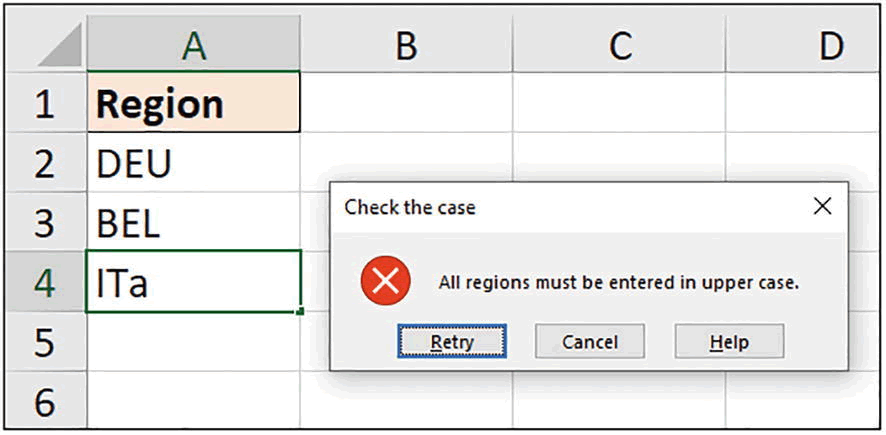 A B C D
1 Region
2 DEU
3 BEL
4 ITa
5
6
Check the case
All regions must be entered in upper case.
Retry Cancel Help